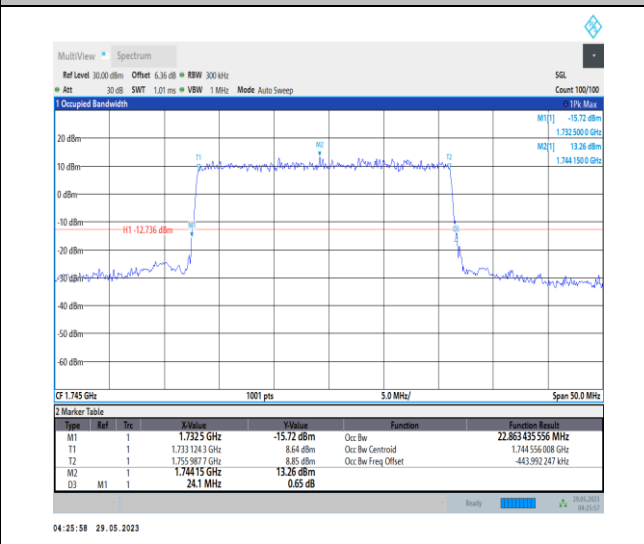 MultiView Spectrum
Ref Level 30.00 dBm Offset 6.36 dB RBW 300 kHz SGL
Att 30 dB SWT 1.01 ms VBW 1 MHz Mode Auto Sweep Count 100/100
1 Occupied Bandwidth 1Pk Max
M1[1] -15.72 dBm
1.732 500 0 GHz
M2[1] 13.26 dBm
1.744 150 0 GHz
20 dBm
M2
T1 T2
10 dBm
0 dBm
-10 dBm
M1
H1 -12.736 dBm
-20 dBm
-30 dBm
-40 dBm
-50 dBm
-60 dBm
CF 1.745 GHz 1001 pts 5.0 MHz/ Span 50.0 MHz
2 Marker Table
Type Ref Trc X-Value Y-Value Function Function Result
M1 1 1.7325 GHz -15.72 dBm Occ Bw 22.863 435 556 MHz
T1 1 1.733 124 3 GHz 8.64 dBm Occ Bw Centroid 1.744 556 008 GHz
T2 1 1.755 987 7 GHz 8.85 dBm Occ Bw Freq Offset -443.992 247 kHz
M2 1 1.744 15 GHz 13.26 dBm
D3 M1 1 24.1 MHz 0.65 dB
Ready 29.05.2023
04:25:57
04:25:58 29.05.2023